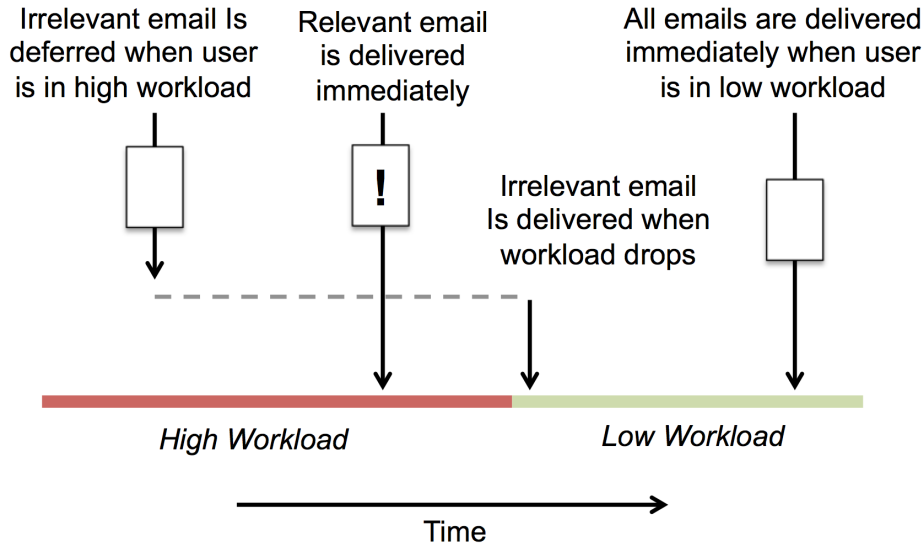 Irrelevant email Is
deferred when user
is in high workload
Relevant email
is delivered
immediately
All emails are delivered
immediately when user
is in low workload
!
Irrelevant email
Is delivered when
workload drops
High Workload
Low Workload
Time